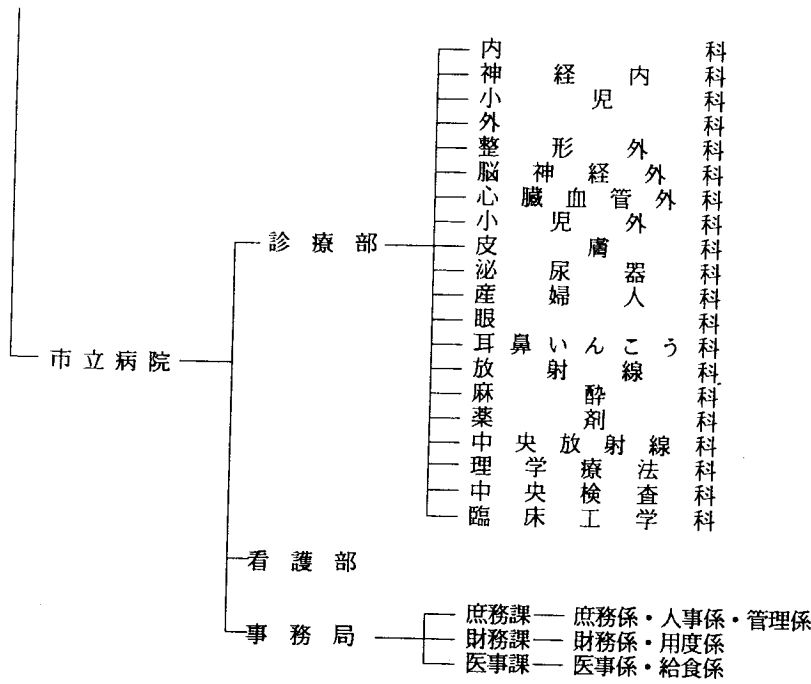 内科
神経内科
小児科
外科
整形外科
脳神経外科
心臓血管外科
小児外科
診療部
皮膚科
泌尿器科
産婦人科
眼科
耳鼻いんこう科
市立病院
放射線科
麻酔科
薬剤科
中央放射線科
理学療法科
中央検査科
臨床工学科
看護部
事務局
庶務課 庶務係・人事係・管理係
財務課 財務係・用度係
医事課 医事係・給食係